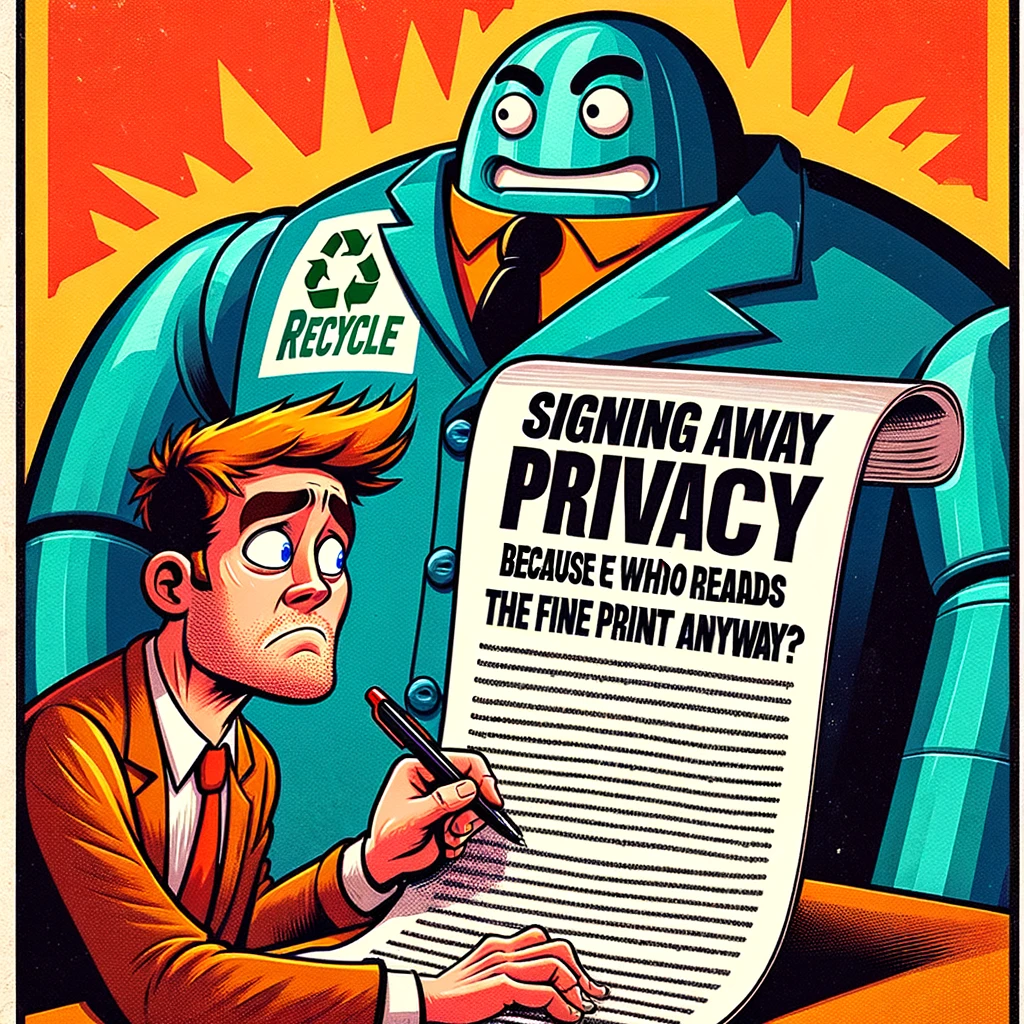 RECYCLE
SIGNING AWAY
PRIVACY
BECAUSE E WHO REAADS
THE FINE PRINT ANYWAY?